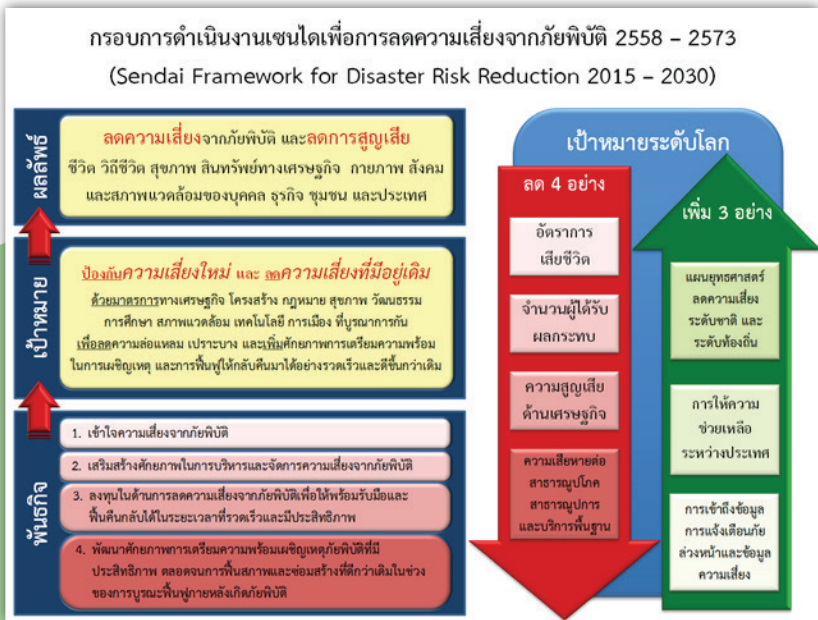 กรอบการดำเนินงานเซนไดเพื่อการลดความเสี่ยงจากภัยพิบัติ 2558 – 2573
(Sendai Framework for Disaster Risk Reduction 2015 – 2030)
ผลลัพธ์
ลดความเสี่ยงจากภัยพิบัติ และลดการสูญเสีย
ชีวิต วิถีชีวิต สุขภาพ สินทรัพย์ทางเศรษฐกิจ กายภาพ สังคม
และสภาพแวดล้อมของบุคคล ธุรกิจ ชุมชน และประเทศ
เป้าหมาย
ป้องกันความเสี่ยงใหม่ และ ลดความเสี่ยงที่มีอยู่เดิม
ด้วยมาตรการทางเศรษฐกิจ โครงสร้าง กฎหมาย สุขภาพ วัฒนธรรม
การศึกษา สภาพแวดล้อม เทคโนโลยี การเมือง ที่บูรณาการกัน
เพื่อลดความล่อแหลม เปราะบาง และเพิ่มศักยภาพการเตรียมความพร้อม
ในการเผชิญเหตุ และการฟื้นฟูให้กลับคืนมาได้อย่างรวดเร็วและดีขึ้นกว่าเดิม
พันธกิจ
1. เข้าใจความเสี่ยงจากภัยพิบัติ
2. เสริมสร้างศักยภาพในการบริหารและจัดการความเสี่ยงจากภัยพิบัติ
3. ลงทุนในด้านการลดความเสี่ยงจากภัยพิบัติเพื่อให้พร้อมรับมือและ
ฟื้นคืนกลับได้ในระยะเวลาที่รวดเร็วและมีประสิทธิภาพ
4. พัฒนาศักยภาพการเตรียมความพร้อมเผชิญเหตุภัยพิบัติที่มี
ประสิทธิภาพ ตลอดจนการฟื้นสภาพและซ่อมสร้างที่ดีกว่าเดิมในช่วง
ของการบูรณะฟื้นฟูภายหลังเกิดภัยพิบัติ
เป้าหมายระดับโลก
ลด 4 อย่าง
อัตราการ
เสียชีวิต
จำนวนผู้ได้รับ
ผลกระทบ
ความสูญเสีย
ด้านเศรษฐกิจ
ความเสียหายต่อ
สาธารณูปโภค
สาธารณูปการ
และบริการพื้นฐาน
เพิ่ม 3 อย่าง
แผนยุทธศาสตร์
ลดความเสี่ยง
ระดับชาติ และ
ระดับท้องถิ่น
การให้ความ
ช่วยเหลือ
ระหว่างประเทศ
การเข้าถึงข้อมูล
การแจ้งเตือนภัย
ล่วงหน้าและข้อมูล
ความเสี่ยง